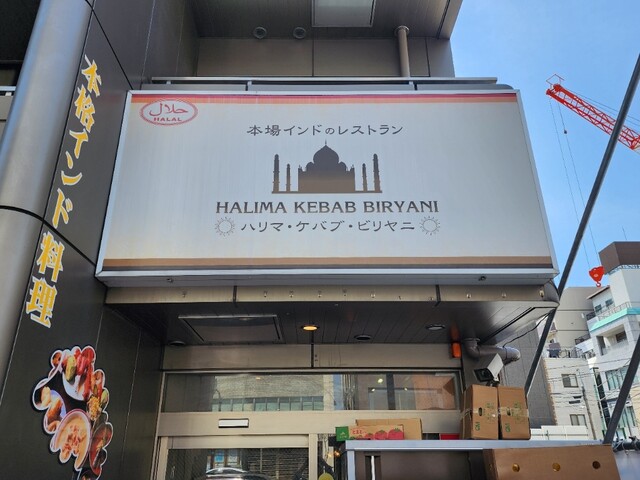 本格インド料理
حلال
HALAL
本場インドのレストラン
HALIMA KEBAB BIRYANI
ハリマ・ケバブ・ビリヤニ